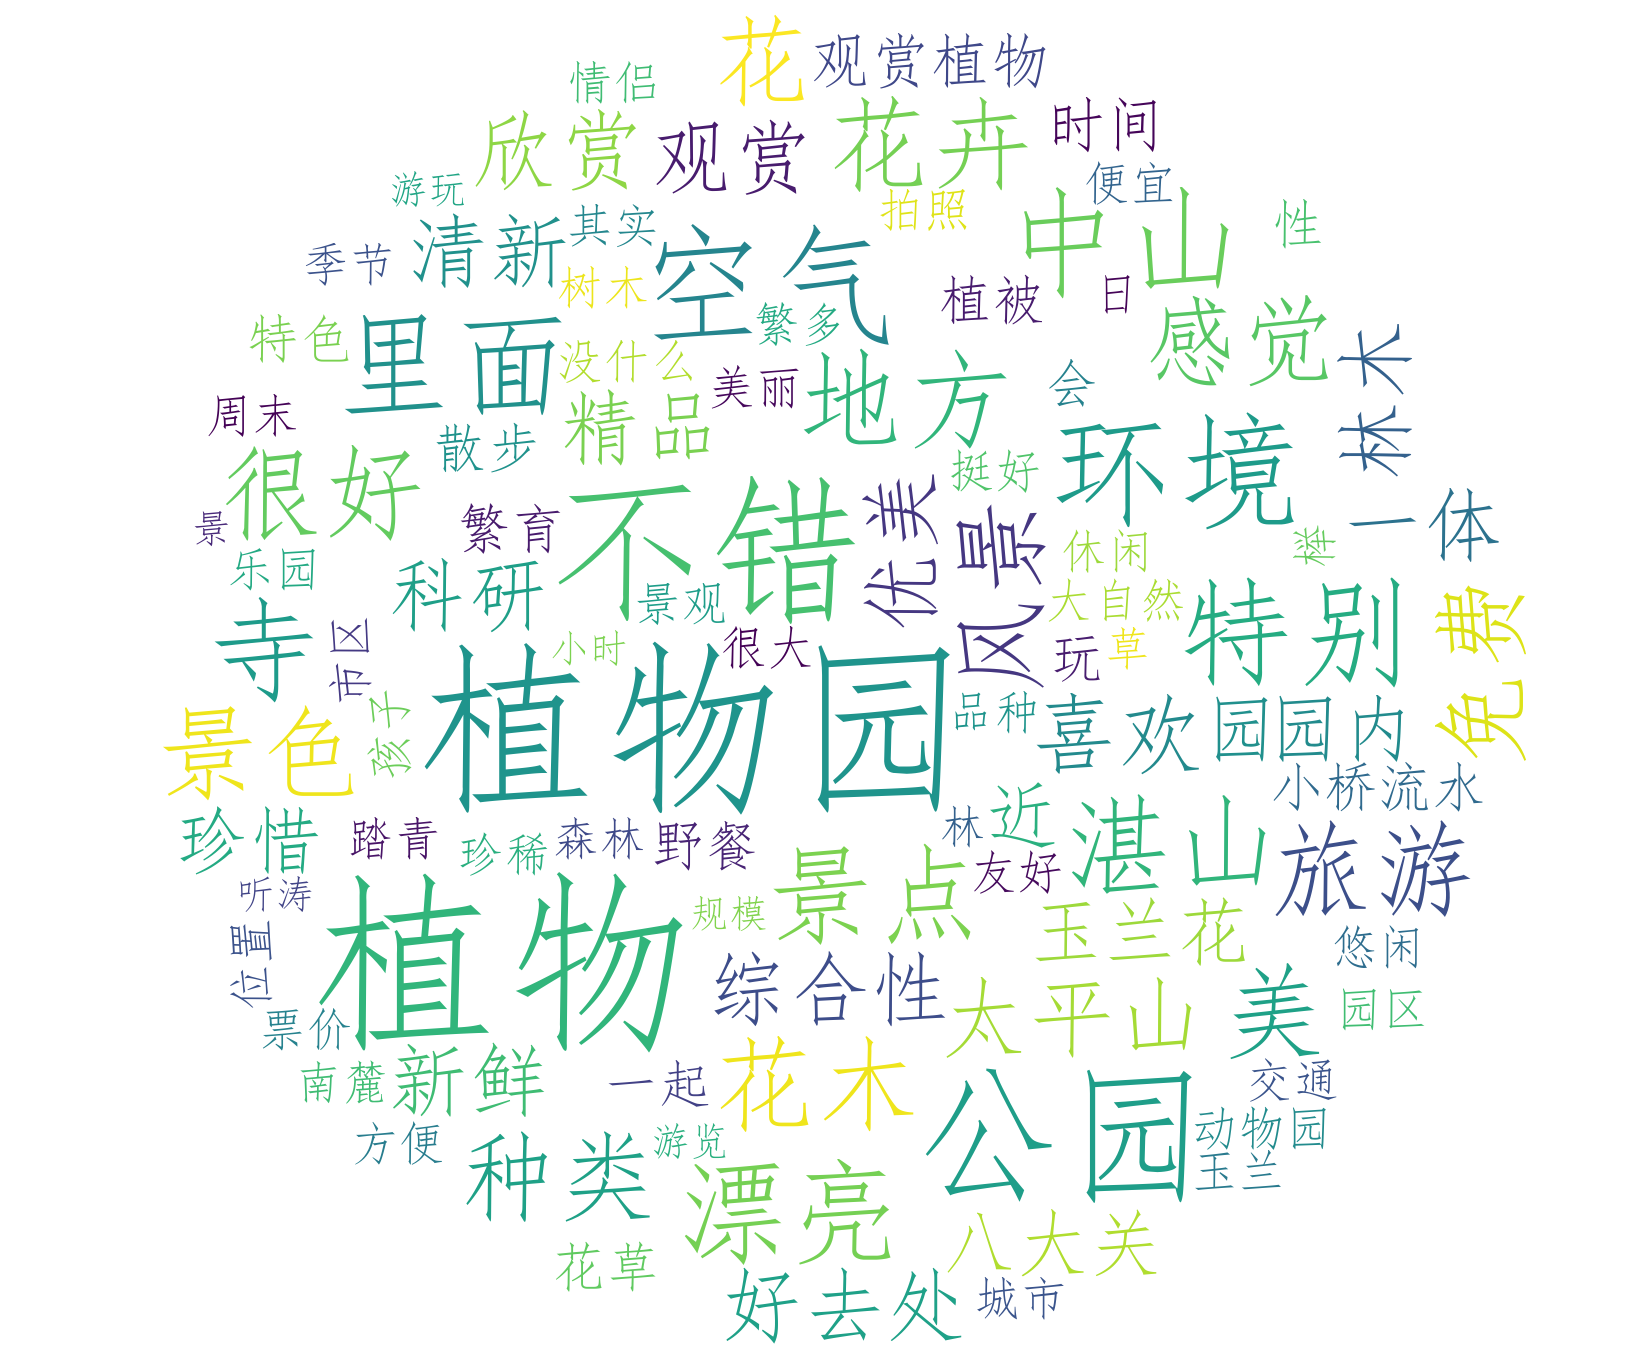 花
观赏植物
情侣
欣赏
观赏
花卉
时间
游玩
清新
其实
拍照
便宜
中山
性
季节
空气
树木
植被
日
特色
里面
繁多
感觉
没什么
美丽
地方
会
林木
周末
精品
散步
很好
挺好
环境
不错
优美
风景
景
繁育
一体
乐园
科研
景观
休闲
大自然
特别
免费
寺
市区
小时
很大
玩
草
植物园
景色
孩子
品种
喜欢
园
园内
小桥流水
珍惜
踏青
珍稀
森林
野餐
林
近
湛山
旅游
友好
听涛
植物
规模
景点
玉兰花
悠闲
位置
综合性
太平山
美
园区
票价
南麓
新鲜
一起
花木
公园
交通
方便
种类
游览
动物园
玉兰
漂亮
八大关
花草
好去处
城市